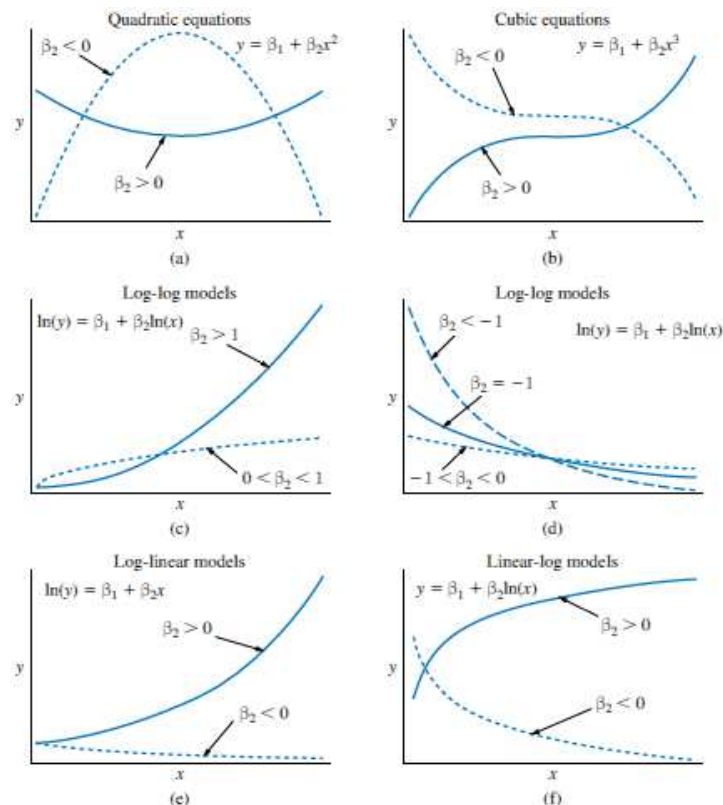 Quadratic equations
β₂ < 0
y = β₁ + β₂x²
y
β₂ > 0
x
(a)
Cubic equations
y = β₁ + β₂x³
β₂ < 0
y
β₂ > 0
x
(b)
Log-log models
ln(y) = β₁ + β₂ln(x)
β₂ > 1
y
0 < β₂ < 1
x
(c)
Log-log models
β₂ < −1
ln(y) = β₁ + β₂ln(x)
β₂ = −1
y
−1 < β₂ < 0
x
(d)
Log-linear models
ln(y) = β₁ + β₂x
β₂ > 0
y
β₂ < 0
x
(e)
Linear-log models
y = β₁ + β₂ln(x)
β₂ > 0
y
β₂ < 0
x
(f)